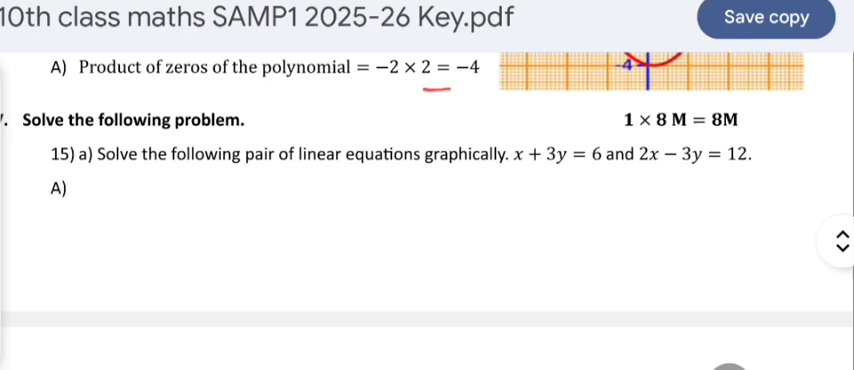 10th class maths SAMP1 2025-26 Key.pdf
Save copy
A) Product of zeros of the polynomial = −2 × 2 = −4
-4
. Solve the following problem. 1 × 8 M = 8M
15) a) Solve the following pair of linear equations graphically. x + 3y = 6 and 2x − 3y = 12.
A)